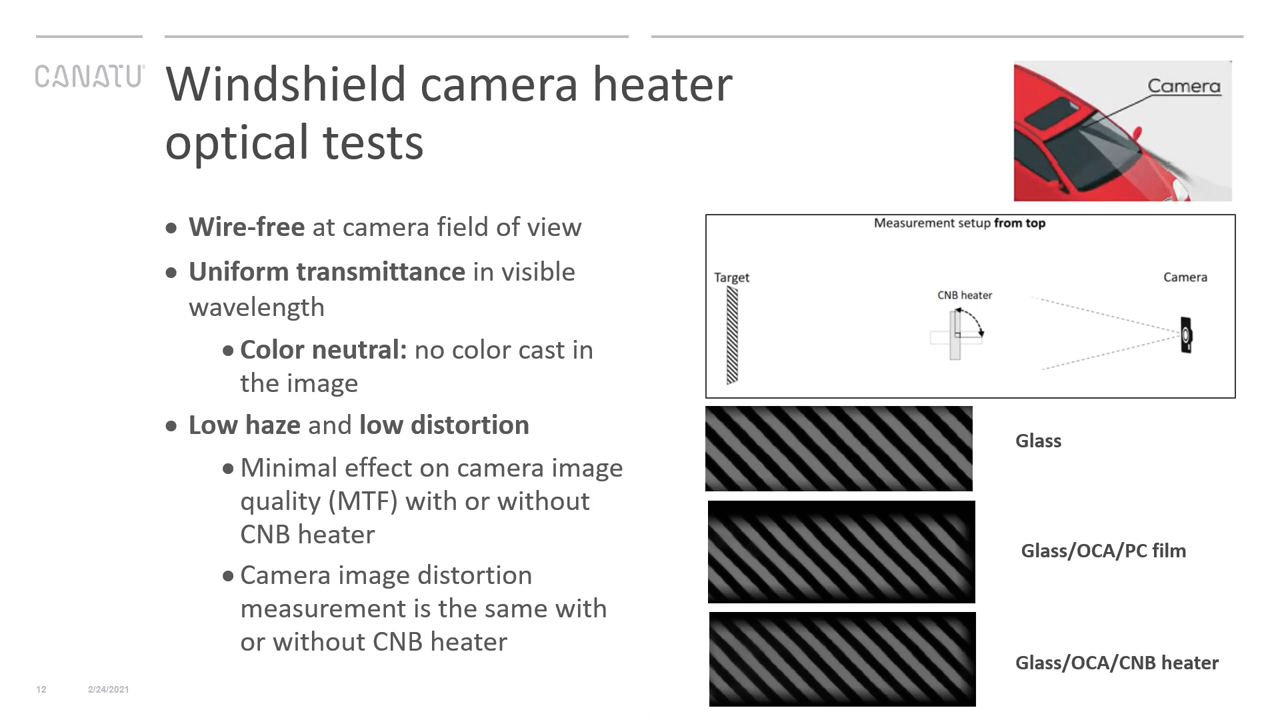 CANATU
Windshield camera heater
optical tests
Camera
• Wire-free at camera field of view
• Uniform transmittance in visible
wavelength
• Color neutral: no color cast in
the image
• Low haze and low distortion
• Minimal effect on camera image
quality (MTF) with or without
CNB heater
• Camera image distortion
measurement is the same with
or without CNB heater
Measurement setup from top
Target
CNB heater
Camera
Glass
Glass/OCA/PC film
Glass/OCA/CNB heater
12
2/24/2021